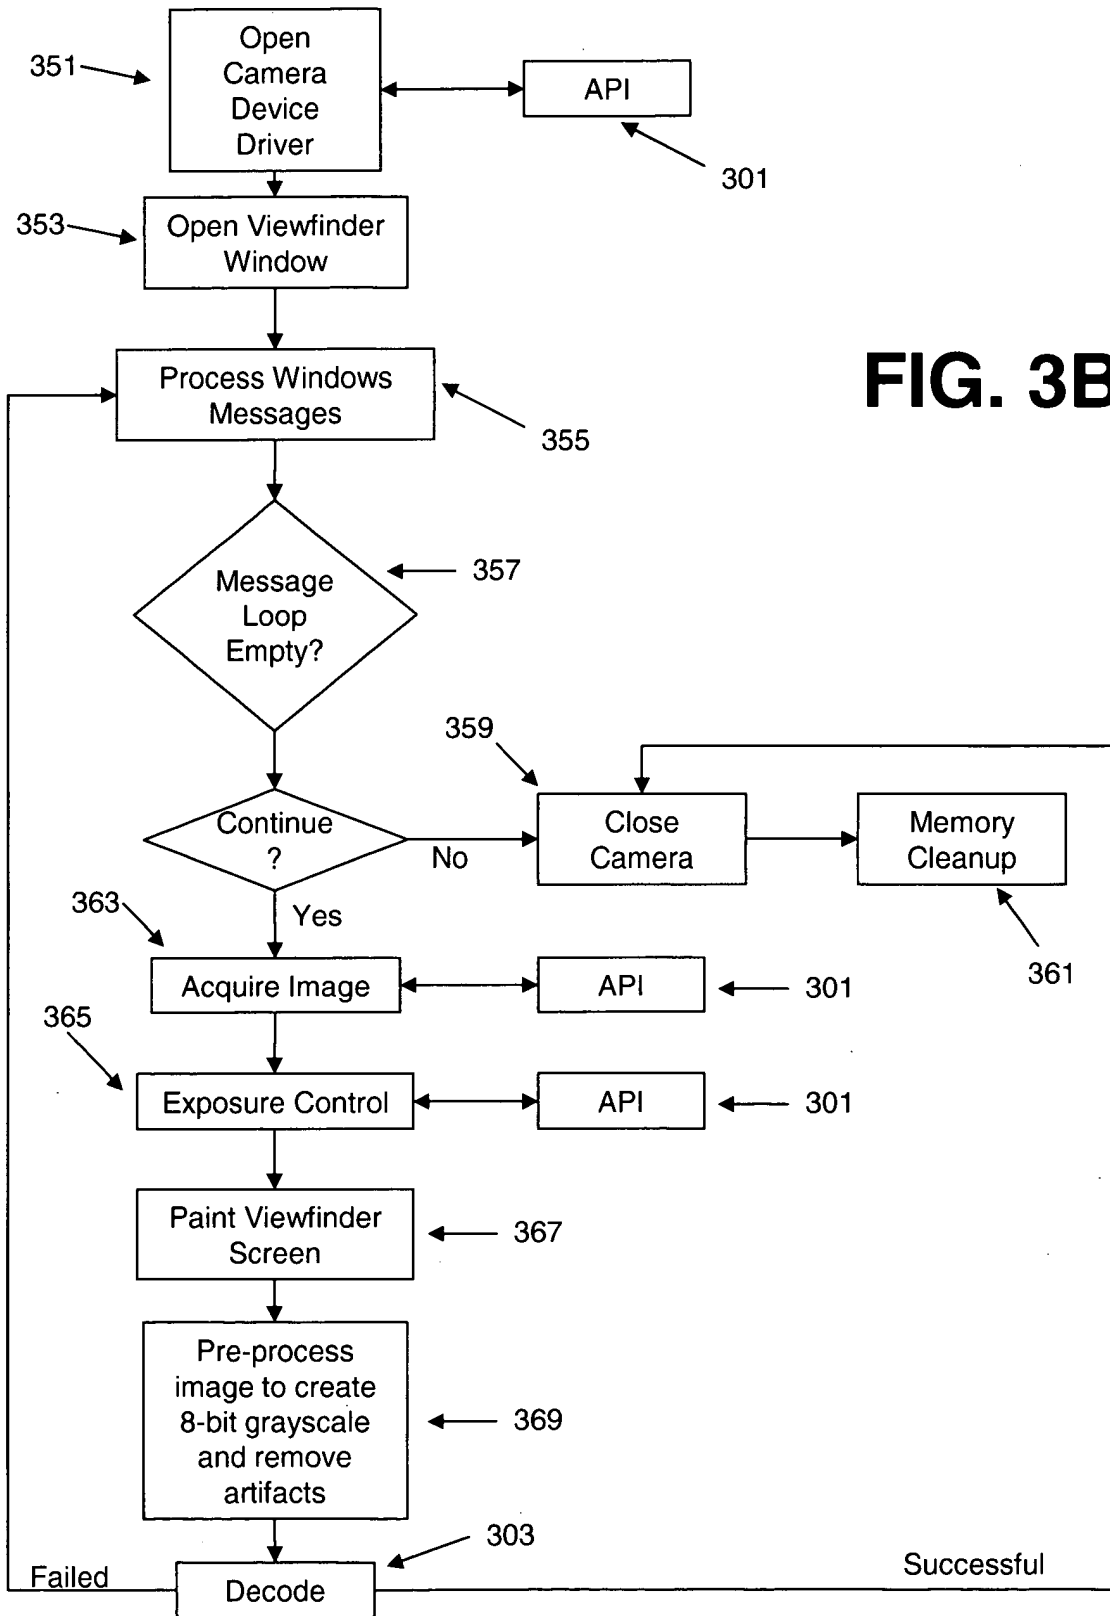 Open
Camera
Device
Driver
351
API
301
353
Open Viewfinder
Window
FIG. 3B
Process Windows
Messages
355
Message
Loop
Empty?
357
359
Continue
?
No
Close
Camera
Memory
Cleanup
361
Yes
363
Acquire Image
API
301
365
Exposure Control
API
301
Paint Viewfinder
Screen
367
Pre-process
image to create
8-bit grayscale
and remove
artifacts
369
303
Failed
Decode
Successful